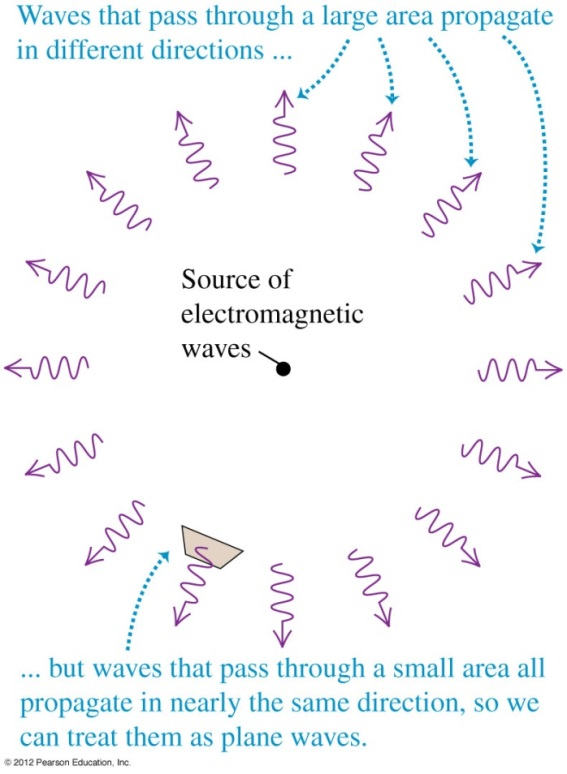 Waves that pass through a large area propagate
in different directions ...
Source of
electromagnetic
waves
... but waves that pass through a small area all
propagate in nearly the same direction, so we
can treat them as plane waves.
© 2012 Pearson Education, Inc.